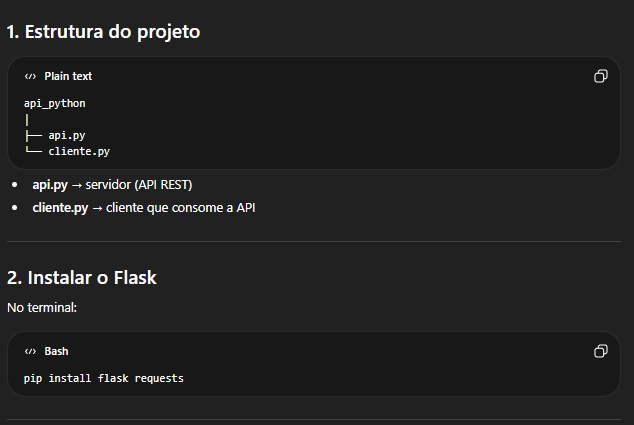 1. Estrutura do projeto
</> Plain text
api_python
│
├── api.py
└── cliente.py
• api.py → servidor (API REST)
• cliente.py → cliente que consome a API
2. Instalar o Flask
No terminal:
</> Bash
pip install flask requests